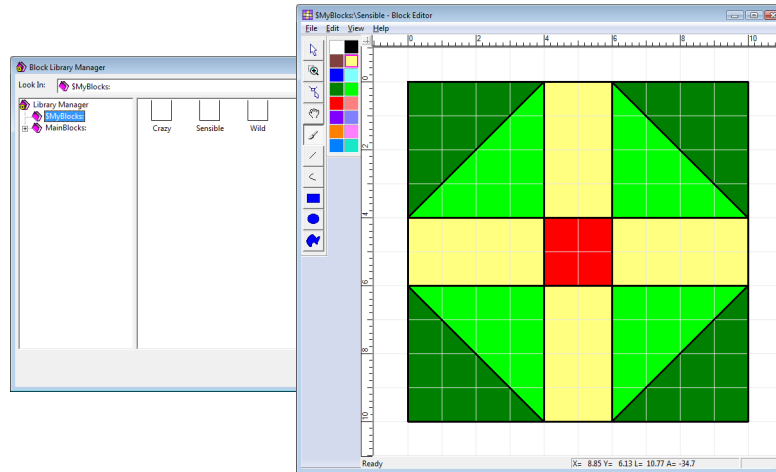 $MyBlocks:\Sensible - Block Editor
File Edit View Help
0 2 4 6 8 10
0
2
4
6
8
10
Ready
X= 8.85 Y= 6.13 L= 10.77 A= -34.7
Block Library Manager
Look In: $MyBlocks:
Library Manager
$MyBlocks:
MainBlocks:
Crazy Sensible Wild